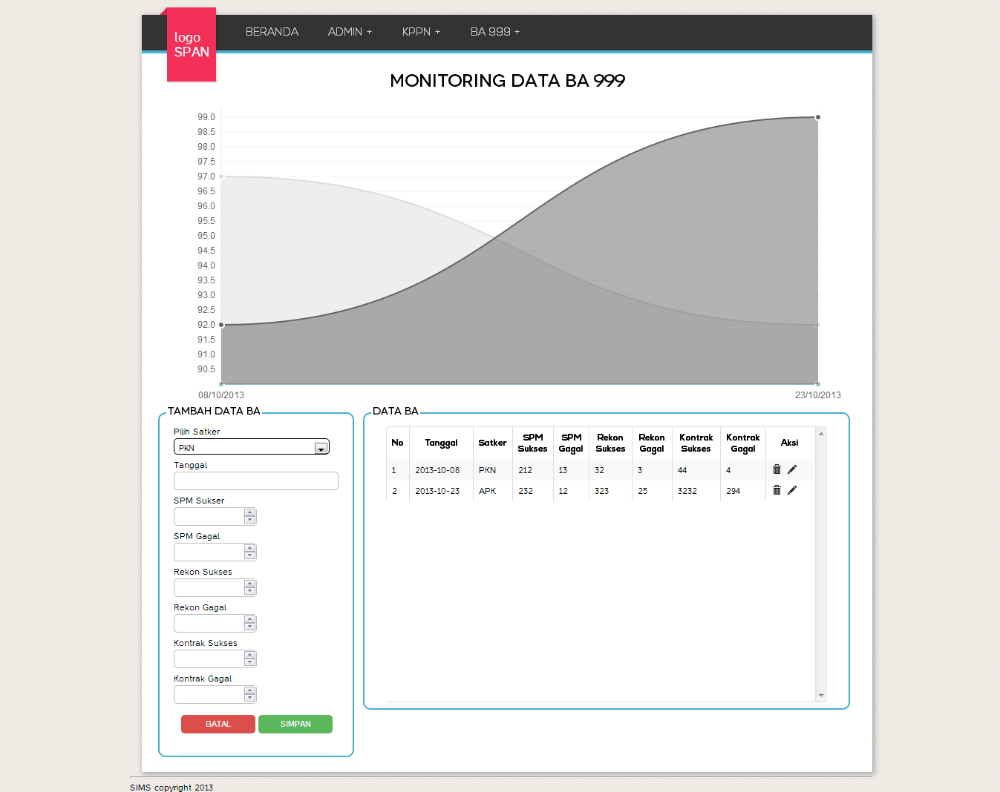 logo
SPAN
BERANDA ADMIN + KPPN + BA 999 +
MONITORING DATA BA 999
99.0
98.5
98.0
97.5
97.0
96.5
96.0
95.5
95.0
94.5
94.0
93.5
93.0
92.5
92.0
91.5
91.0
90.5
08/10/2013 23/10/2013
TAMBAH DATA BA
Pilih Satker
PKN
Tanggal
SPM Sukser
SPM Gagal
Rekon Sukses
Rekon Gagal
Kontrak Sukses
Kontrak Gagal
BATAL SIMPAN
DATA BA
No Tanggal Satker SPM Sukses SPM Gagal Rekon Sukses Rekon Gagal Kontrak Sukses Kontrak Gagal Aksi
1 2013-10-08 PKN 212 13 32 3 44 4
2 2013-10-23 APK 232 12 323 25 3232 294
SIMS copyright 2013